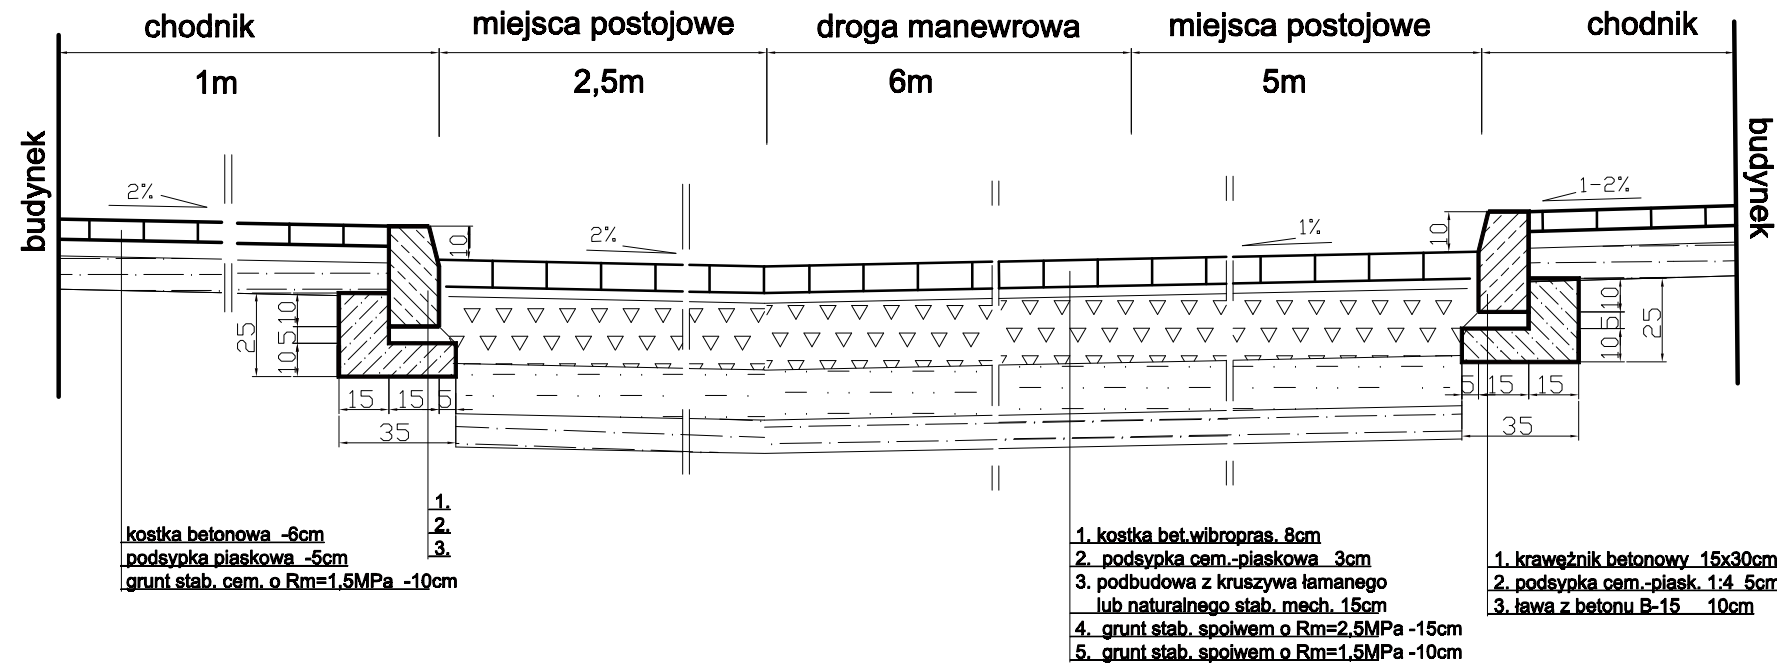 chodnik
miejsca postojowe
droga manewrowa
miejsca postojowe
chodnik
1m
2,5m
6m
5m
budynek
budynek
2%
2%
1%
1-2%
10
10
25
10
5
10
10
5
10
25
15
15
5
35
5
15
15
35
1.
2.
3.
kostka betonowa -6cm
podsypka piaskowa -5cm
grunt stab. cem. o Rm=1,5MPa -10cm
1. kostka bet.wibropras. 8cm
2. podsypka cem.-piaskowa 3cm
3. podbudowa z kruszywa łamanego
lub naturalnego stab. mech. 15cm
4. grunt stab. spoiwem o Rm=2,5MPa -15cm
5. grunt stab. spoiwem o Rm=1,5MPa -10cm
1. krawężnik betonowy 15x30cm
2. podsypka cem.-piask. 1:4 5cm
3. ława z betonu B-15 10cm